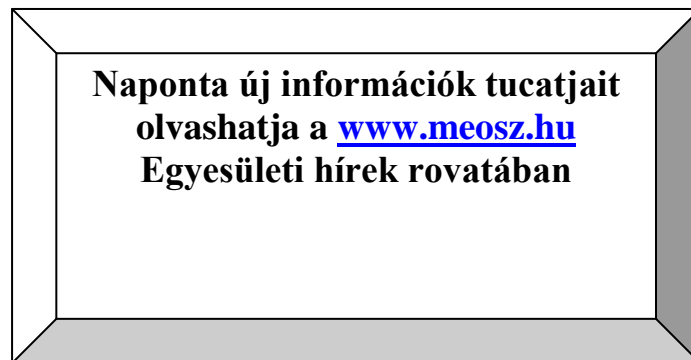 Naponta új információk tucatjait
olvashatja a www.meosz.hu
Egyesületi hírek rovatában